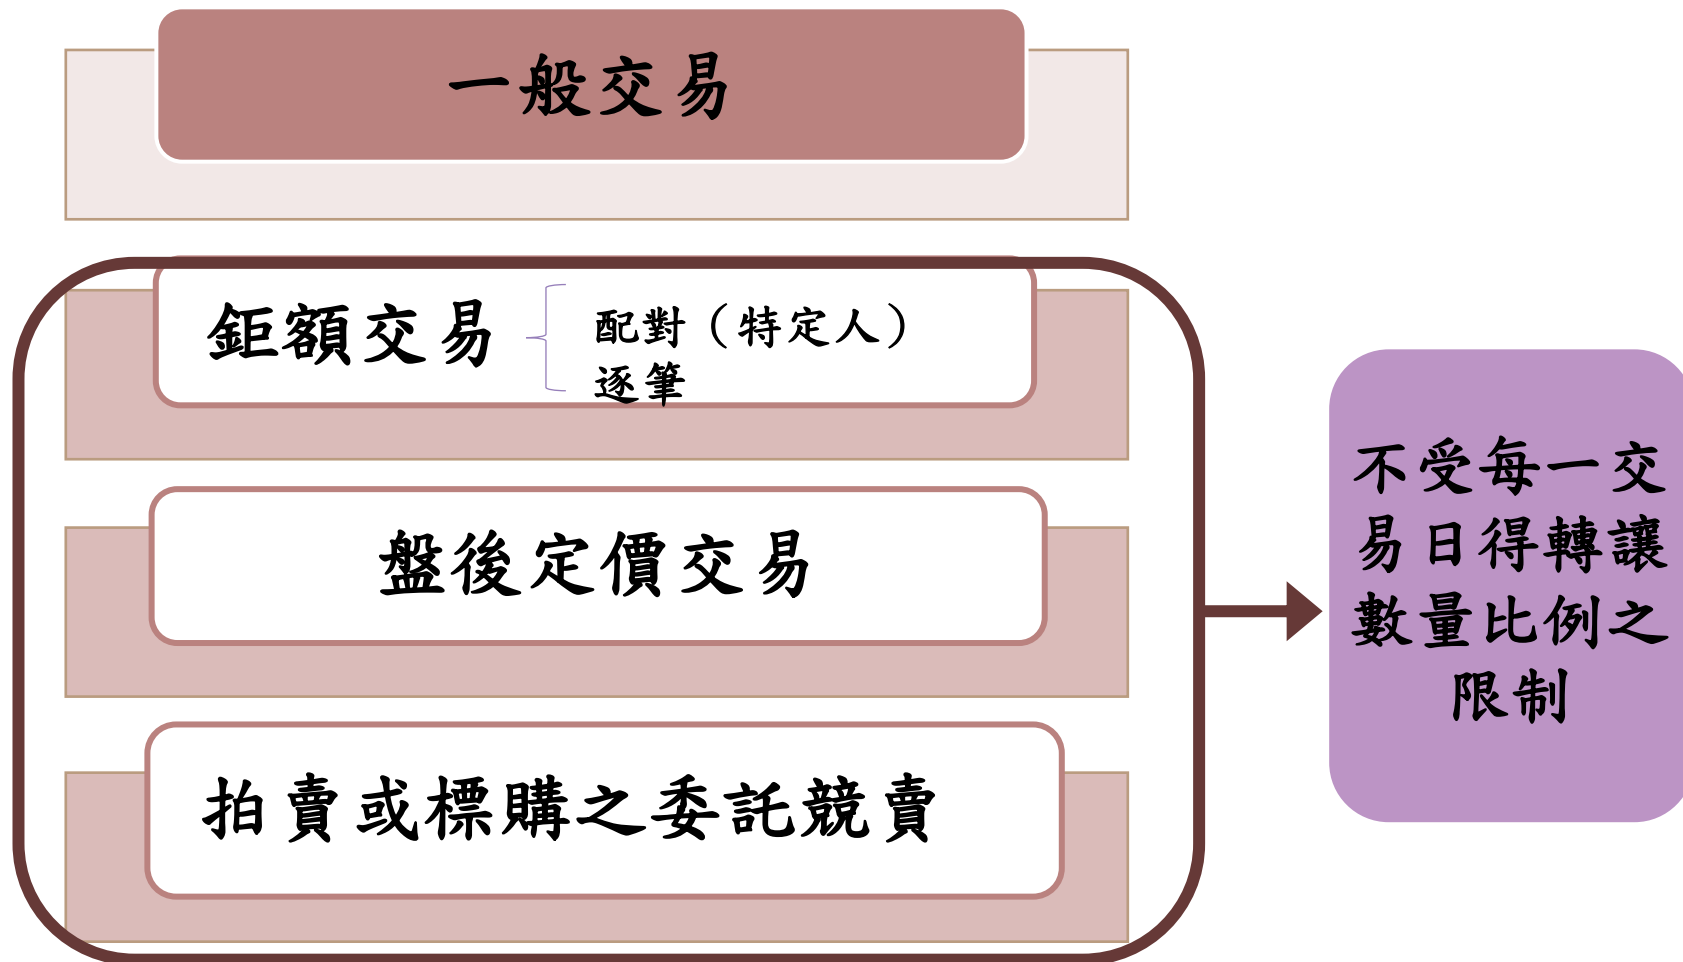 一般交易
鉅額交易
配對（特定人）
逐筆
盤後定價交易
拍賣或標購之委託競賣
不受每一交
易日得轉讓
數量比例之
限制